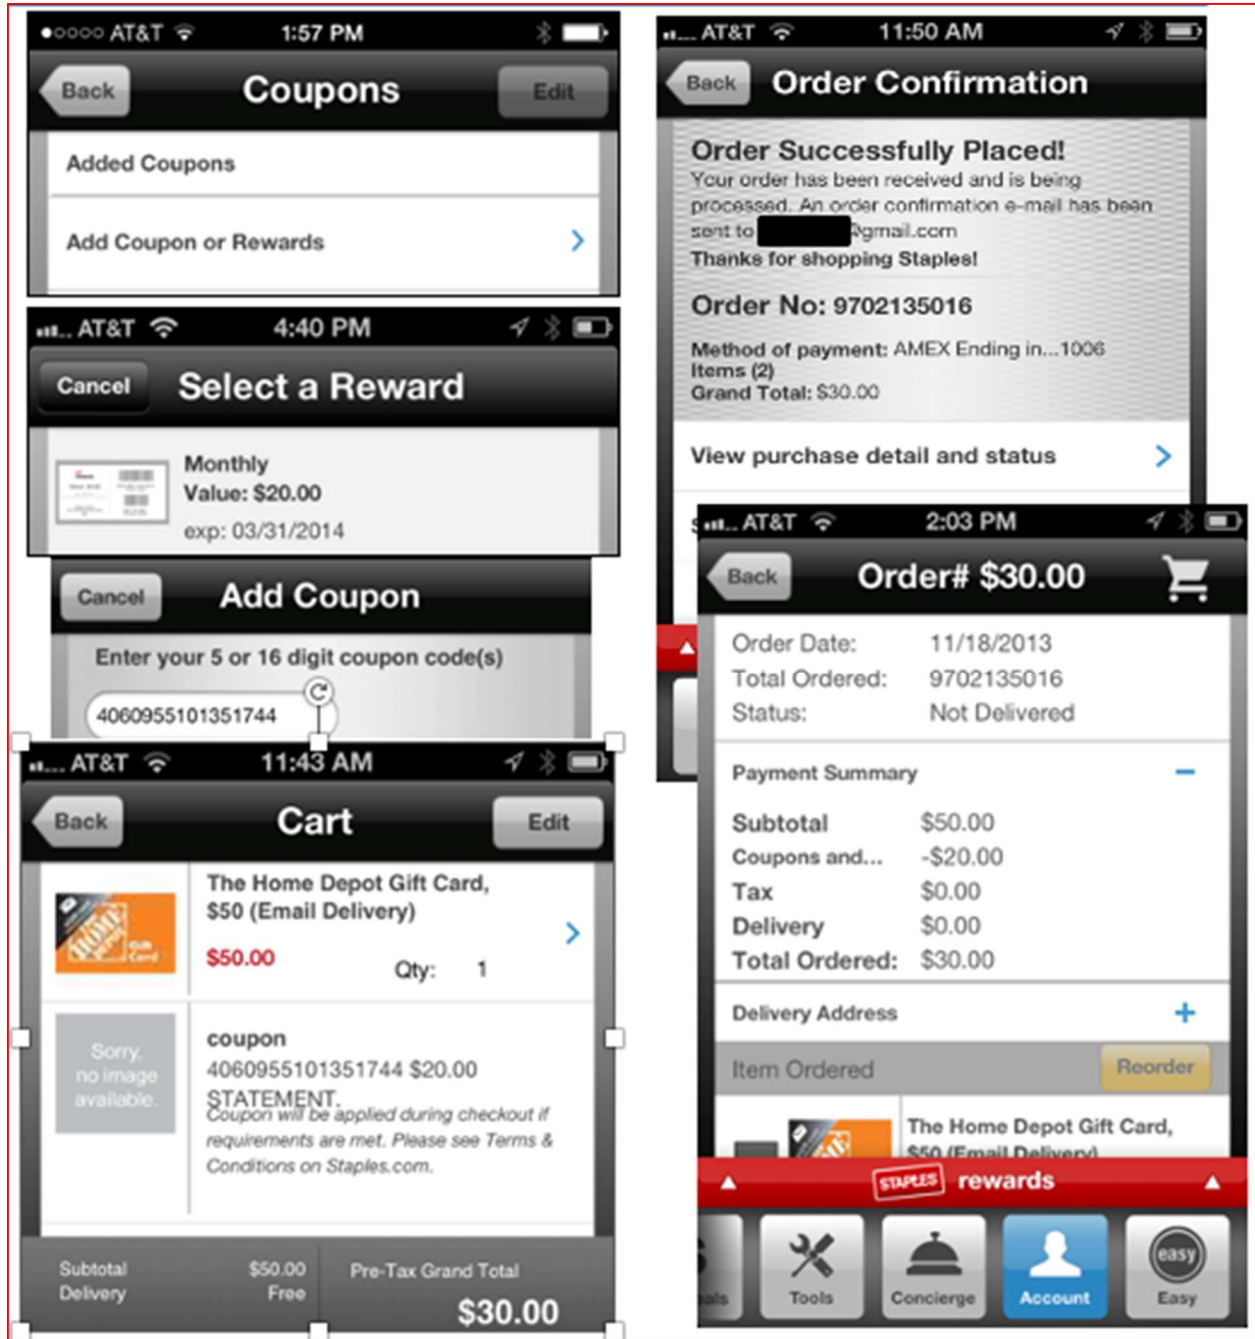 AT&T 1:57 PM
Back Coupons Edit
Added Coupons
Add Coupon or Rewards
AT&T 4:40 PM
Cancel Select a Reward
Monthly
Value: $20.00
exp: 03/31/2014
Cancel Add Coupon
Enter your 5 or 16 digit coupon code(s)
4060955101351744
AT&T 11:43 AM
Back Cart Edit
The Home Depot Gift Card,
$50 (Email Delivery)
$50.00
Qty: 1
THE HOME DEPOT
Gift Card
Sorry,
no image
available.
coupon
4060955101351744 $20.00
STATEMENT.
Coupon will be applied during checkout if
requirements are met. Please see Terms &
Conditions on Staples.com.
Subtotal $50.00
Delivery Free
Pre-Tax Grand Total
$30.00
AT&T 11:50 AM
Back Order Confirmation
Order Successfully Placed!
Your order has been received and is being
processed. An order confirmation e-mail has been
sent to @gmail.com
Thanks for shopping Staples!
Order No: 9702135016
Method of payment: AMEX Ending in...1006
Items (2)
Grand Total: $30.00
View purchase detail and status
AT&T 2:03 PM
Back Order# $30.00
Order Date: 11/18/2013
Total Ordered: 9702135016
Status: Not Delivered
Payment Summary
Subtotal $50.00
Coupons and... -$20.00
Tax $0.00
Delivery $0.00
Total Ordered: $30.00
Delivery Address
Item Ordered Reorder
The Home Depot Gift Card,
$50 (Email Delivery)
STAPLES rewards
Tools
Concierge
Account
easy
Easy